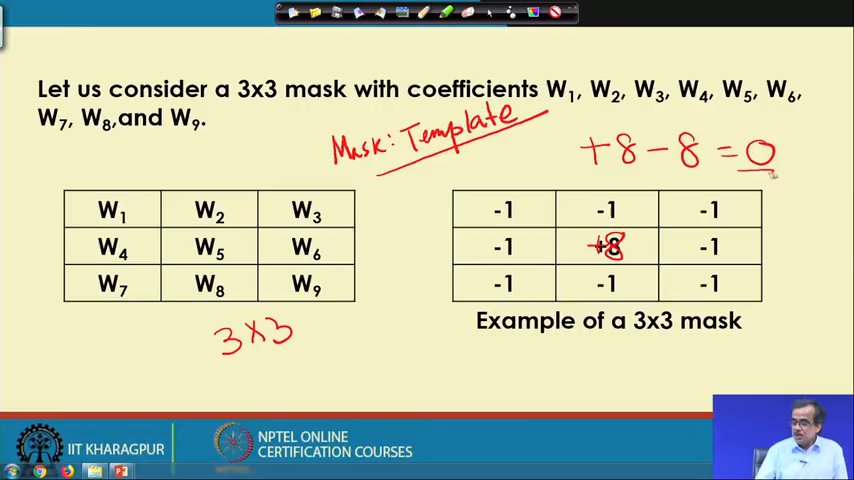 Let us consider a 3x3 mask with coefficients W1, W2, W3, W4, W5, W6,
W7, W8,and W9.
Mask: Template
+8 - 8 = 0
W1 W2 W3
W4 W5 W6
W7 W8 W9
3x3
-1 -1 -1
-1 +8 -1
-1 -1 -1
Example of a 3x3 mask
IIT KHARAGPUR
NPTEL ONLINE
CERTIFICATION COURSES